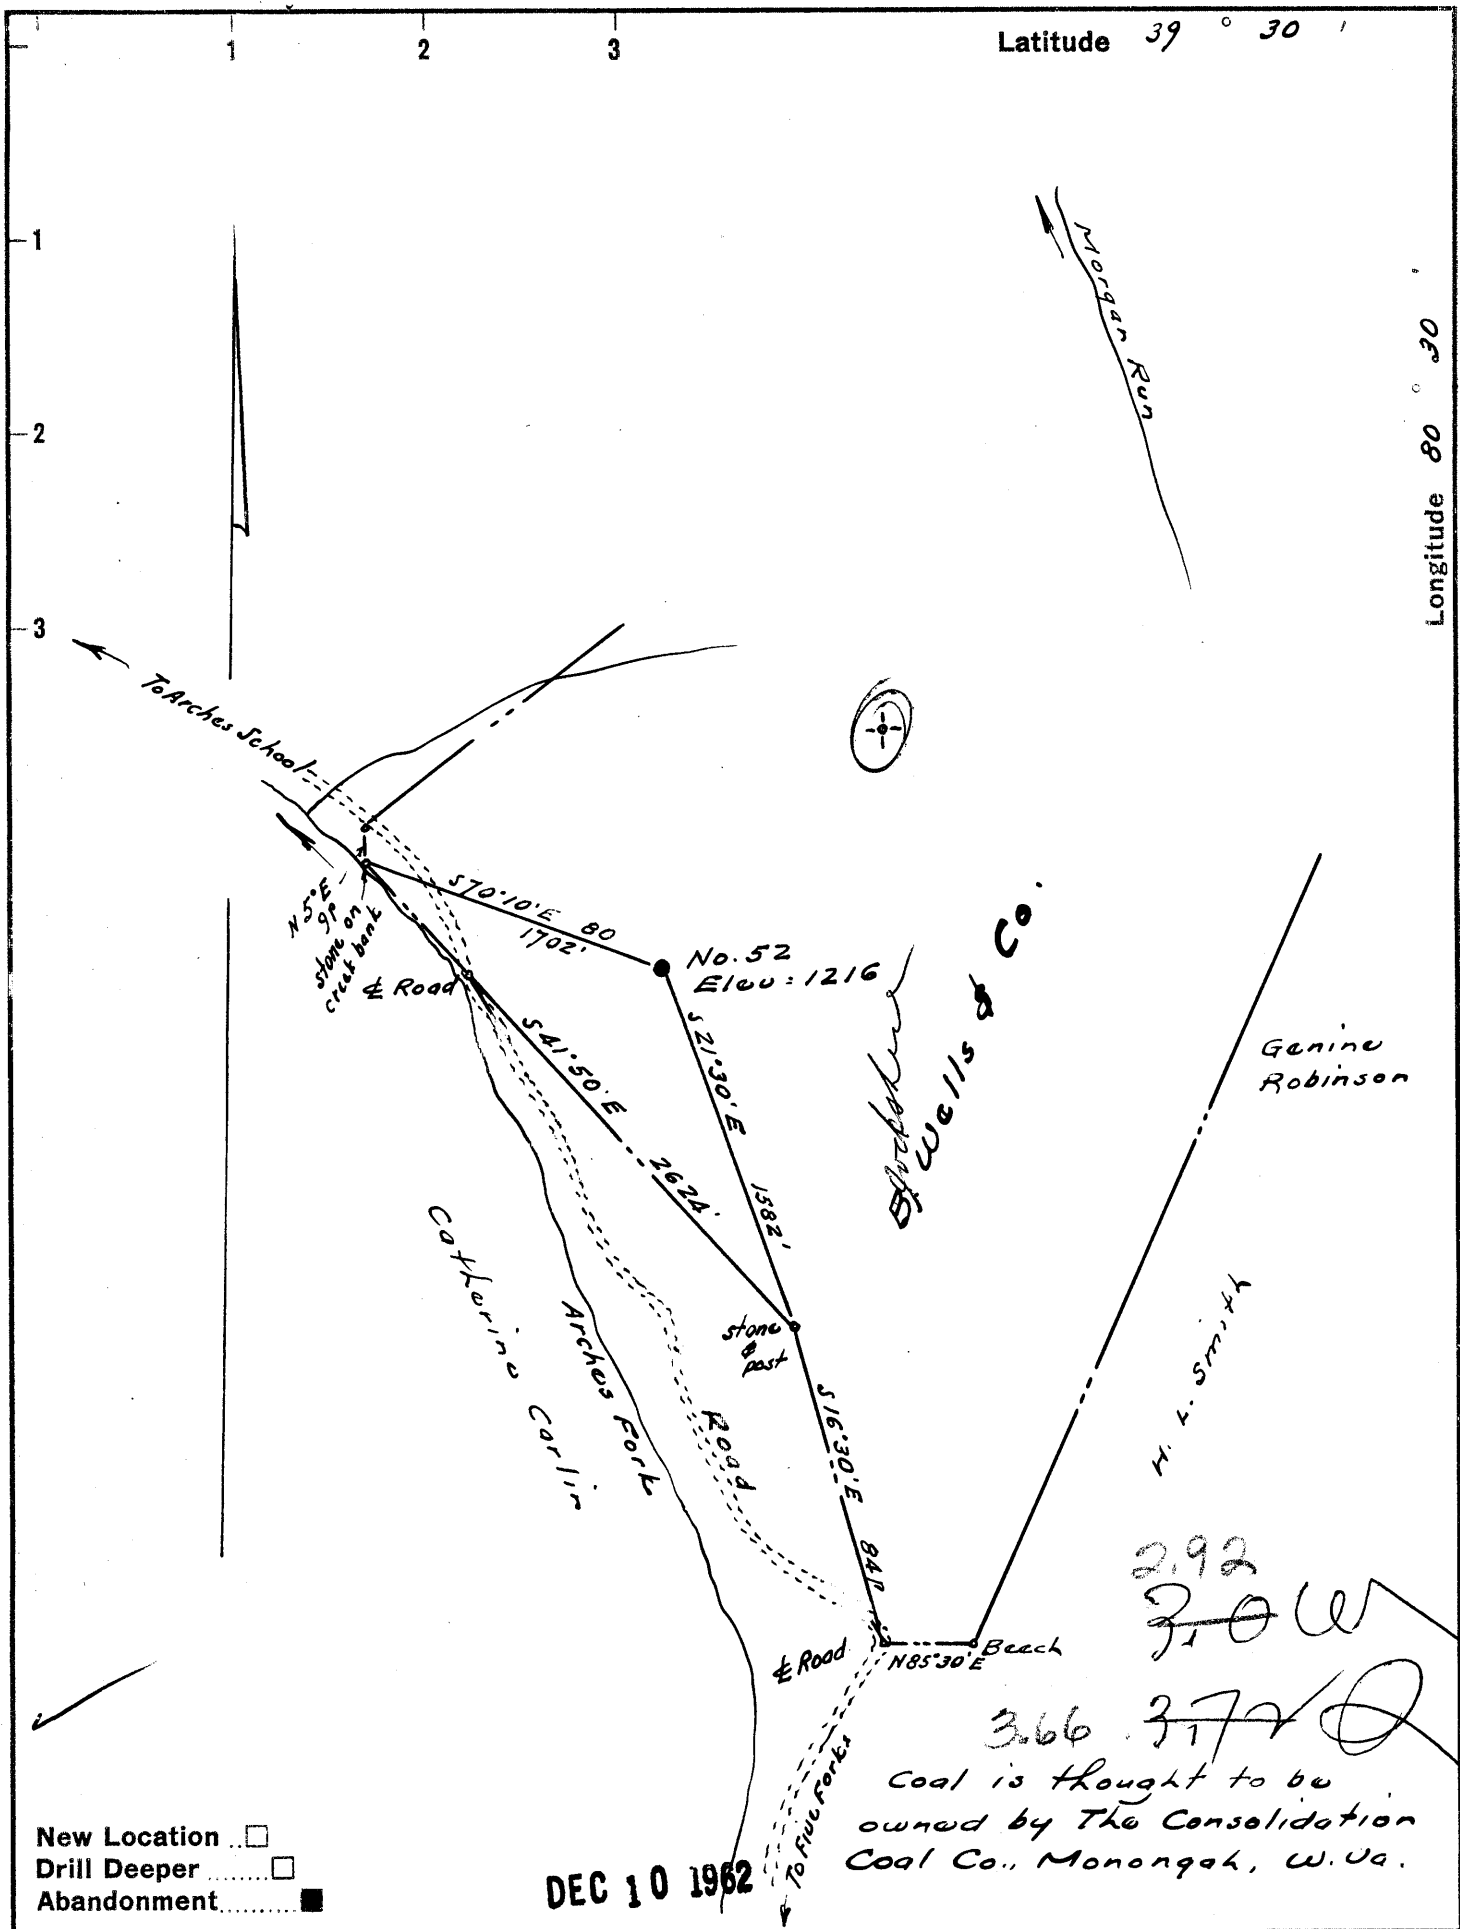 1 2 3
Latitude 39 ° 30 '
1
2
3
Longitude 80 ° 30 '
Morgan Run
To Arches School
N 5° E
9P
stone on
creek bank
S 70° 10' E 80
1702'
No. 52
Elev = 1216
℄ Road
S 41° 50' E
2624'
S 21° 30' E 1582'
Wells & Co.
Genine
Robinson
Catherine Carlin
Arches Fork
Road
stone
&
post
H. L. Smith
S 16° 30' E 84P
2.92
3.0 W
℄ Road
N 85° 30' E
Beech
3.66 3.7
To Five Forks
Coal is thought to be
owned by The Consolidation
Coal Co., Monongah, W. Va.
New Location
Drill Deeper
Abandonment
DEC 10 1962